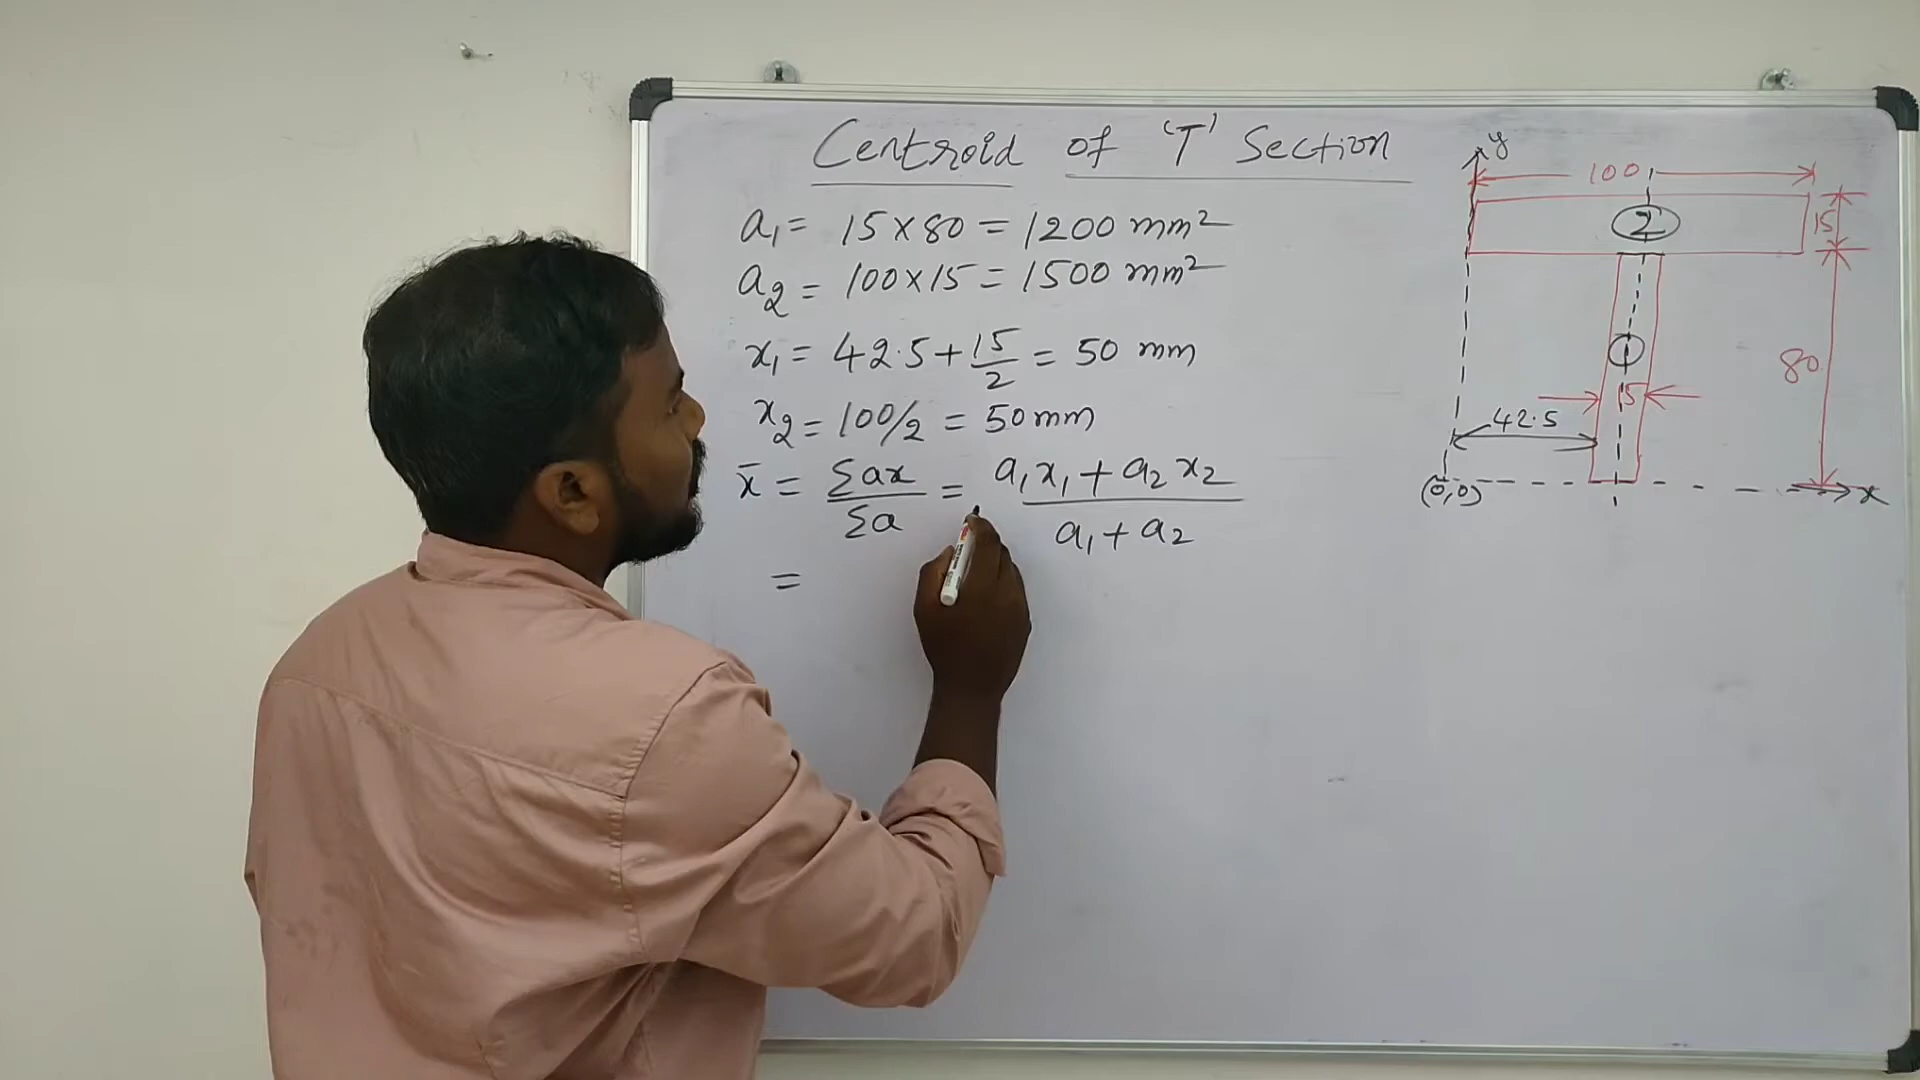 Centroid of 'T' Section
a₁ = 15 × 80 = 1200 mm²
a₂ = 100 × 15 = 1500 mm²
x₁ = 42.5 + 15/2 = 50 mm
x₂ = 100/2 = 50 mm
x̄ = Σax/Σa = (a₁x₁ + a₂x₂)/(a₁ + a₂)
=
y
100
2
15
1
80
15
42.5
(0,0)
x